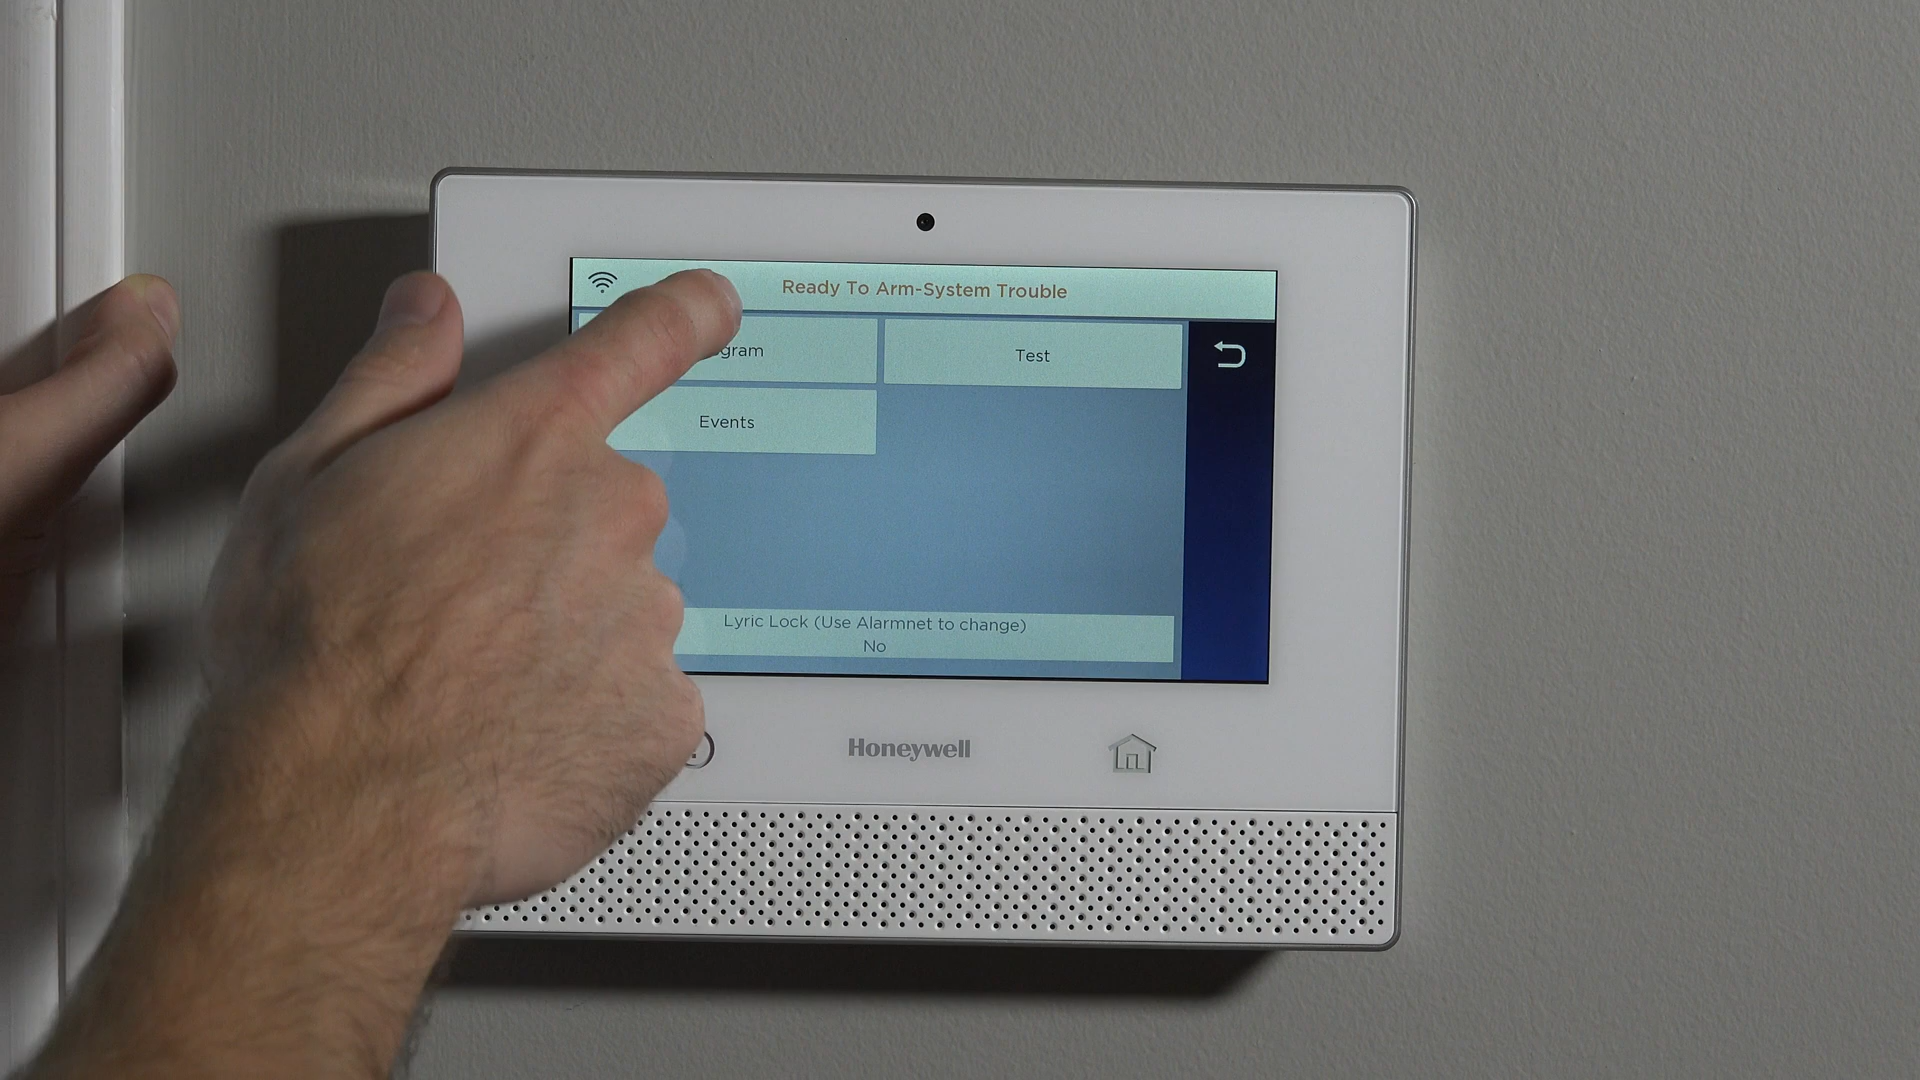 Ready To Arm-System Trouble
gram
Test
Events
Lyric Lock (Use Alarmnet to change)
No
Honeywell